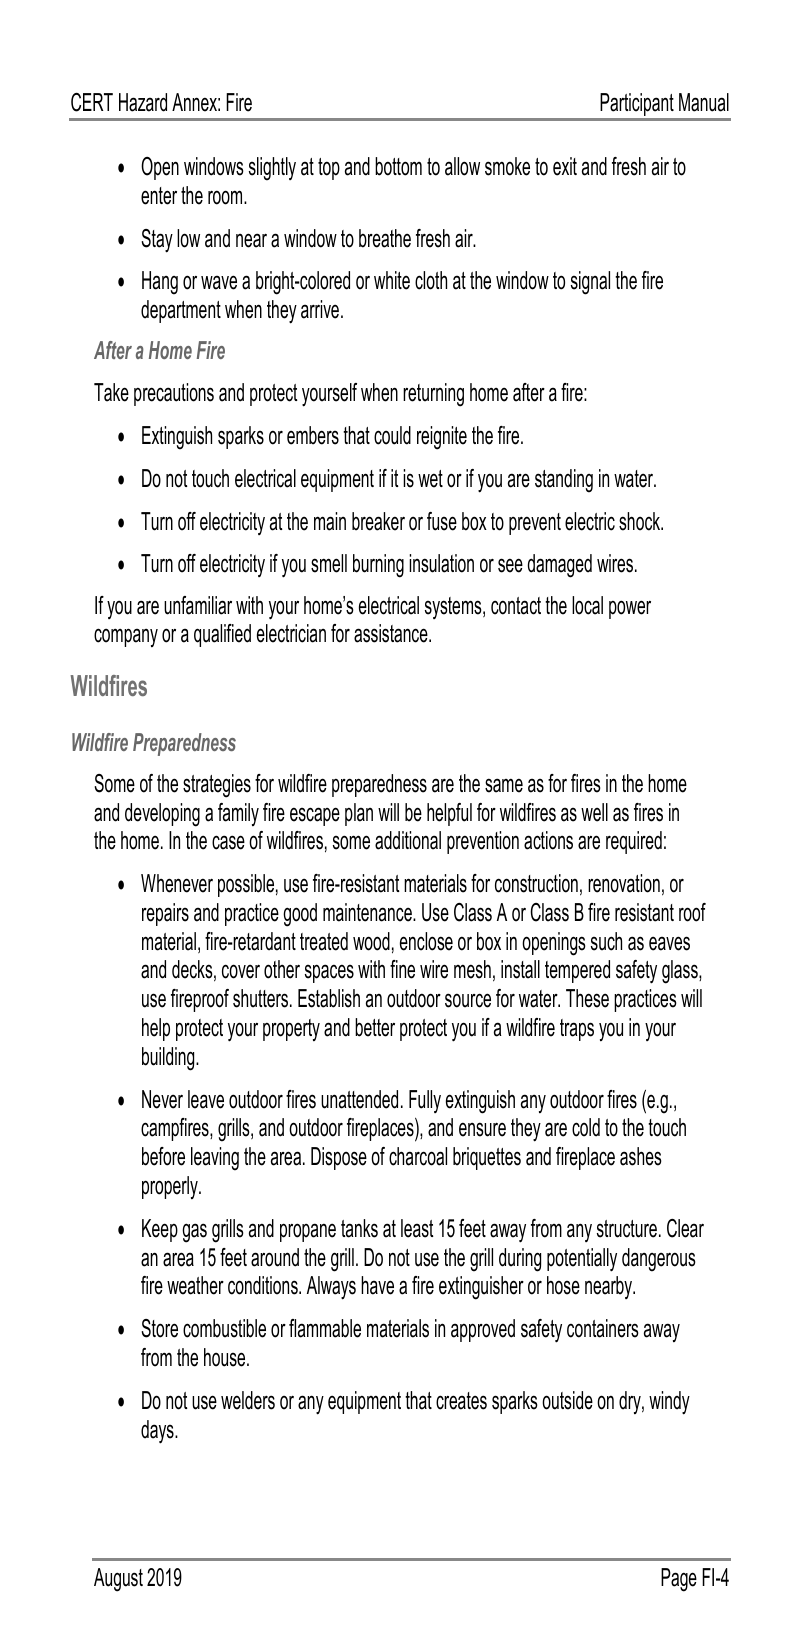 CERT Hazard Annex: Fire Participant Manual
• Open windows slightly at top and bottom to allow smoke to exit and fresh air to
enter the room.
• Stay low and near a window to breathe fresh air.
• Hang or wave a bright-colored or white cloth at the window to signal the fire
department when they arrive.
After a Home Fire
Take precautions and protect yourself when returning home after a fire:
• Extinguish sparks or embers that could reignite the fire.
• Do not touch electrical equipment if it is wet or if you are standing in water.
• Turn off electricity at the main breaker or fuse box to prevent electric shock.
• Turn off electricity if you smell burning insulation or see damaged wires.
If you are unfamiliar with your home’s electrical systems, contact the local power
company or a qualified electrician for assistance.
Wildfires
Wildfire Preparedness
Some of the strategies for wildfire preparedness are the same as for fires in the home
and developing a family fire escape plan will be helpful for wildfires as well as fires in
the home. In the case of wildfires, some additional prevention actions are required:
• Whenever possible, use fire-resistant materials for construction, renovation, or
repairs and practice good maintenance. Use Class A or Class B fire resistant roof
material, fire-retardant treated wood, enclose or box in openings such as eaves
and decks, cover other spaces with fine wire mesh, install tempered safety glass,
use fireproof shutters. Establish an outdoor source for water. These practices will
help protect your property and better protect you if a wildfire traps you in your
building.
• Never leave outdoor fires unattended. Fully extinguish any outdoor fires (e.g.,
campfires, grills, and outdoor fireplaces), and ensure they are cold to the touch
before leaving the area. Dispose of charcoal briquettes and fireplace ashes
properly.
• Keep gas grills and propane tanks at least 15 feet away from any structure. Clear
an area 15 feet around the grill. Do not use the grill during potentially dangerous
fire weather conditions. Always have a fire extinguisher or hose nearby.
• Store combustible or flammable materials in approved safety containers away
from the house.
• Do not use welders or any equipment that creates sparks outside on dry, windy
days.
August 2019 Page FI-4